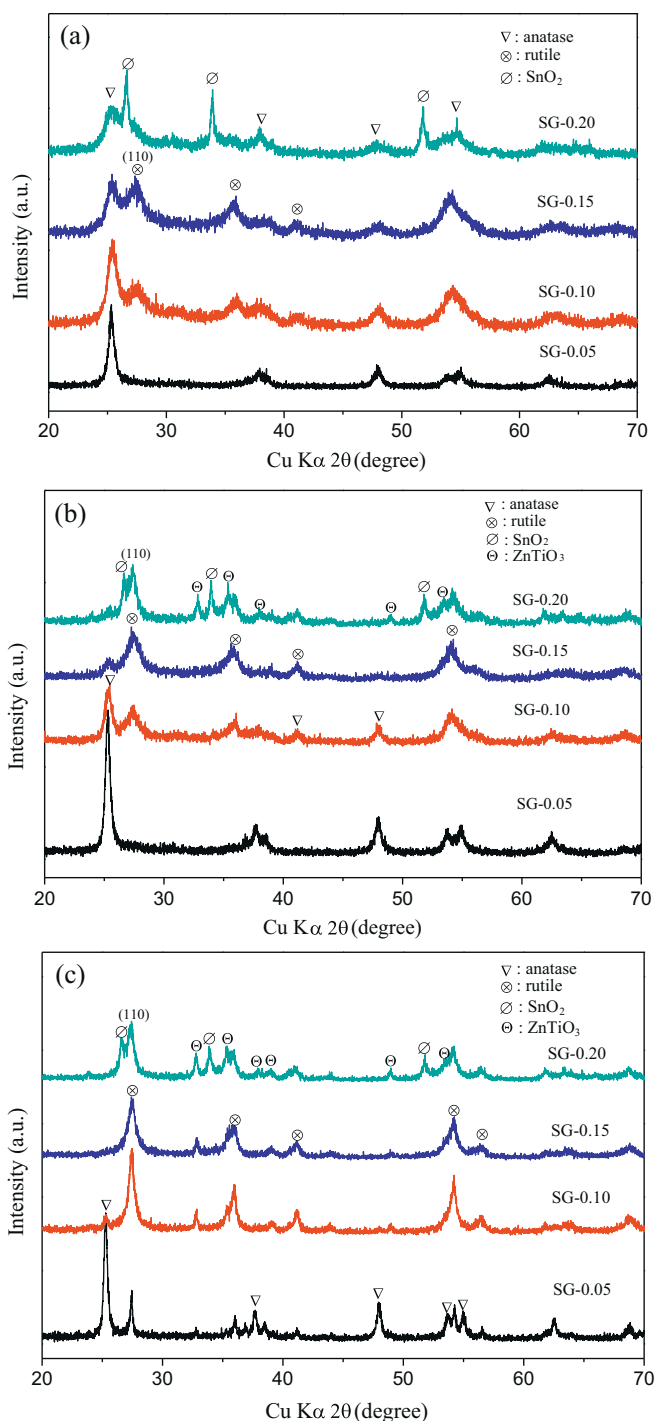 (a)
▽ : anatase
⊗ : rutile
∅ : SnO₂
SG-0.20
(110)
SG-0.15
SG-0.10
SG-0.05
Intensity (a.u.)
20 30 40 50 60 70
Cu Kα 2θ (degree)
(b)
▽ : anatase
⊗ : rutile
∅ : SnO₂
Θ : ZnTiO₃
(110)
SG-0.20
SG-0.15
SG-0.10
SG-0.05
Intensity (a.u.)
20 30 40 50 60 70
Cu Kα 2θ (degree)
(c)
▽ : anatase
⊗ : rutile
∅ : SnO₂
Θ : ZnTiO₃
(110)
SG-0.20
SG-0.15
SG-0.10
SG-0.05
Intensity (a.u.)
20 30 40 50 60 70
Cu Kα 2θ (degree)